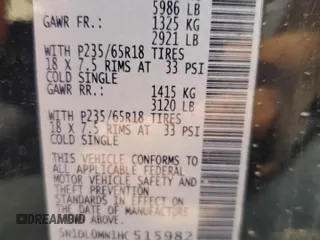 5986 LB
GAWR FR.: 1325 KG
2921 LB
WITH P235/65R18 TIRES
18 X 7.5 RIMS AT 33 PSI
COLD SINGLE
GAWR RR.: 1415 KG
3120 LB
WITH P235/65R18 TIRES
18 X 7.5 RIMS AT 33 PSI
COLD SINGLE
THIS VEHICLE CONFORMS TO
ALL APPLICABLE FEDERAL
MOTOR VEHICLE SAFETY AND
THEFT PREVENTION
STANDARDS IN EFFECT ON
THE DATE OF MANUFACTURE
SHOWN ABOVE.
5N1DL0MN1HC515982
DREAMBID